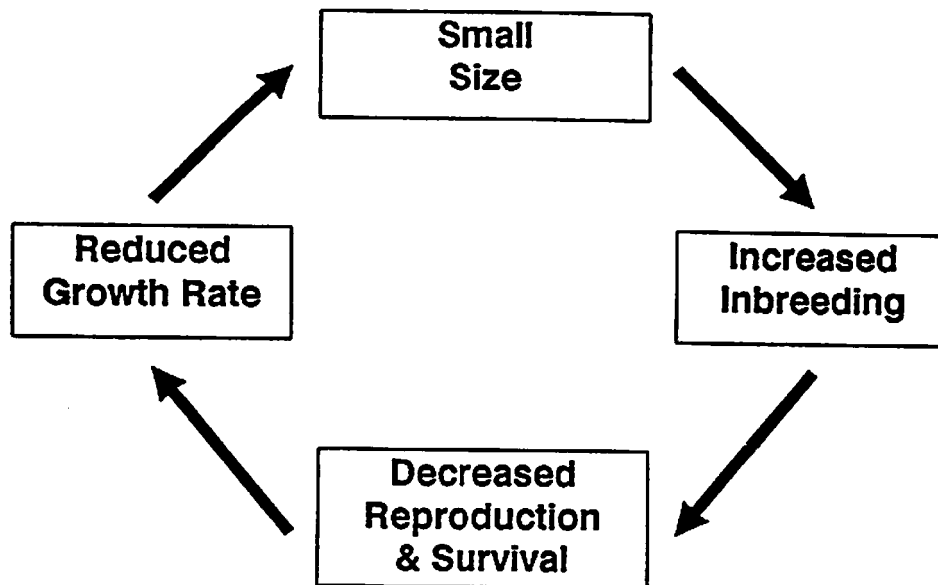 Small
Size
Increased
Inbreeding
Decreased
Reproduction
& Survival
Reduced
Growth Rate